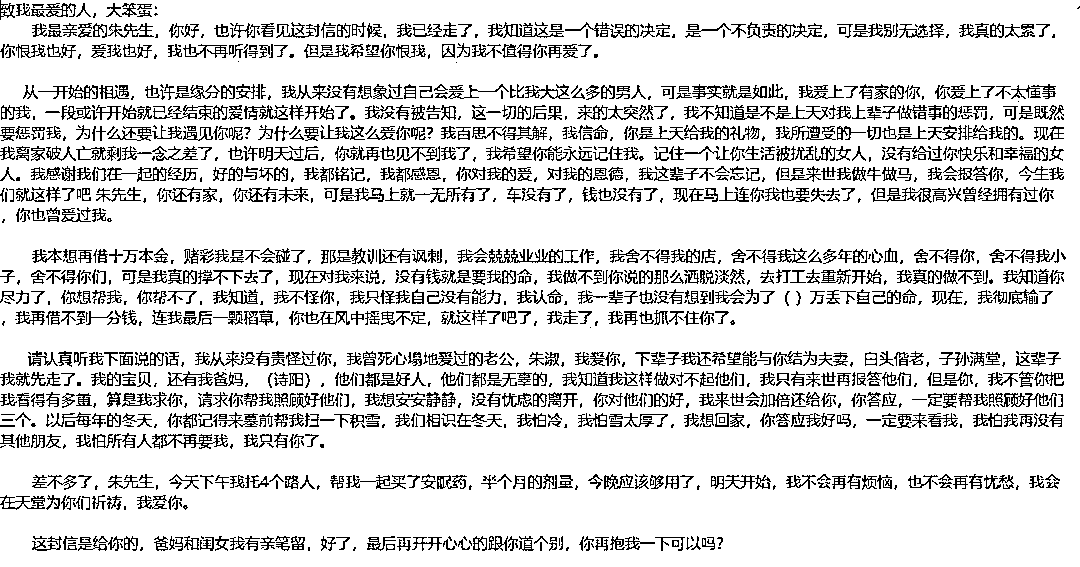 致我最爱的人，大笨蛋：
我最亲爱的朱先生，你好，也许你看见这封信的时候，我已经走了，我知道这是一个错误的决定，是一个不负责的决定，可是我别无选择，我真的太累了，
你恨我也好，爱我也好，我也不再听得到了。但是我希望你恨我，因为我不值得你再爱了。
从一开始的相遇，也许是缘分的安排，我从来没有想象过自己会爱上一个比我大这么多的男人，可是事实就是如此，我爱上了有家的你，你爱上了不太懂事
的我，一段或许开始就已经结束的爱情就这样开始了。我没有被告知，这一切的后果，来的太突然了，我不知道是不是上天对我上辈子做错事的惩罚，可是既然
要惩罚我，为什么还要让我遇见你呢？为什么要让我这么爱你呢？我百思不得其解，我信命，你是上天给我的礼物，我所遭受的一切也是上天安排给我的。现在
我离家破人亡就剩我一念之差了，也许明天过后，你就再也见不到我了，我希望你能永远记住我。记住一个让你生活被扰乱的女人，没有给过你快乐和幸福的女
人。我感谢我们在一起的经历，好的与坏的，我都铭记，我都感恩，你对我的爱，对我的恩德，我这辈子不会忘记，但是来世我做牛做马，我会报答你，今生我
们就这样了吧 朱先生，你还有家，你还有未来，可是我马上就一无所有了，车没有了，钱也没有了，现在马上连你我也要失去了，但是我很高兴曾经拥有过你
，你也曾爱过我。
我本想再借十万本金，赌彩我是不会碰了，那是教训还有讽刺，我会兢兢业业的工作，我舍不得我的店，舍不得我这么多年的心血，舍不得你，舍不得我小
子，舍不得你们，可是我真的撑不下去了，现在对我来说，没有钱就是要我的命，我做不到你说的那么洒脱淡然，去打工去重新开始，我真的做不到。我知道你
尽力了，你想帮我，你帮不了，我知道，我不怪你，我只怪我自己没有能力，我认命，我一辈子也没有想到我会为了（ ）万丢下自己的命，现在，我彻底输了
，我再借不到一分钱，连我最后一颗稻草，你也在风中摇曳不定，就这样了吧了，我走了，我再也抓不住你了。
请认真听我下面说的话，我从来没有责怪过你，我曾死心塌地爱过的老公，朱淑，我爱你，下辈子我还希望能与你结为夫妻，白头偕老，子孙满堂，这辈子
我就先走了。我的宝贝，还有我爸妈，（诗阳），他们都是好人，他们都是无辜的，我知道我这样做对不起他们，我只有来世再报答他们，但是你，我不管你把
我看得有多重，算是我求你，请求你帮我照顾好他们，我想安安静静，没有忧虑的离开，你对他们的好，我来世会加倍还给你，你答应，一定要帮我照顾好他们
三个。以后每年的冬天，你都记得来墓前帮我扫一下积雪，我们相识在冬天，我怕冷，我怕雪太厚了，我想回家，你答应我好吗，一定要来看我，我怕我再没有
其他朋友，我怕所有人都不再要我，我只有你了。
差不多了，朱先生，今天下午我托4个路人，帮我一起买了安眠药，半个月的剂量，今晚应该够用了，明天开始，我不会再有烦恼，也不会再有忧愁，我会
在天堂为你们祈祷，我爱你。
这封信是给你的，爸妈和闺女我有亲笔留，好了，最后再开开心心的跟你道个别，你再抱我一下可以吗？